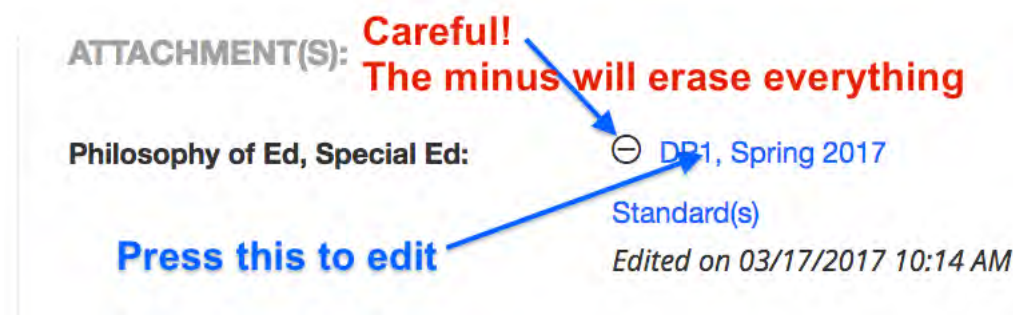 ATTACHMENT(S):
Careful!
The minus will erase everything
Philosophy of Ed, Special Ed:
DP1, Spring 2017
Standard(s)
Press this to edit
Edited on 03/17/2017 10:14 AM